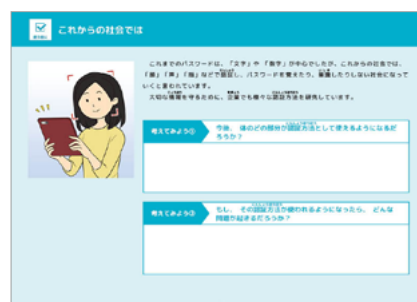 これからの社会では
これまでのパスワードは、「文字」や「数字」が中心でしたが、これからの社会では、
「顔」「声」「指」などで認証し、パスワードを覚えたり、意識したりしない社会になって
いくと言われています。
大切な情報を守るために、企業でも様々な認証方法を研究しています。
考えてみよう①
今後、体のどの部分が認証方法として使えるようになるだ
ろうか？
考えてみよう②
もし、その認証方法が使われるようになったら、どんな
問題が起きるだろうか？